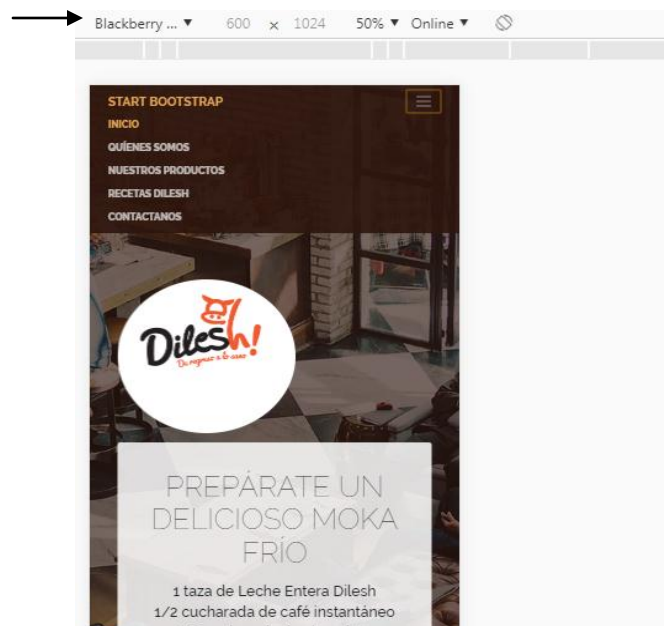 Blackberry ... ▼ 600 x 1024 50% ▼ Online ▼
START BOOTSTRAP
INICIO
QUÍENES SOMOS
NUESTROS PRODUCTOS
RECETAS DILESH
CONTACTANOS
Dilesh!
PREPÁRATE UN
DELICIOSO MOKA
FRÍO
1 taza de Leche Entera Dilesh
1/2 cucharada de café instantáneo